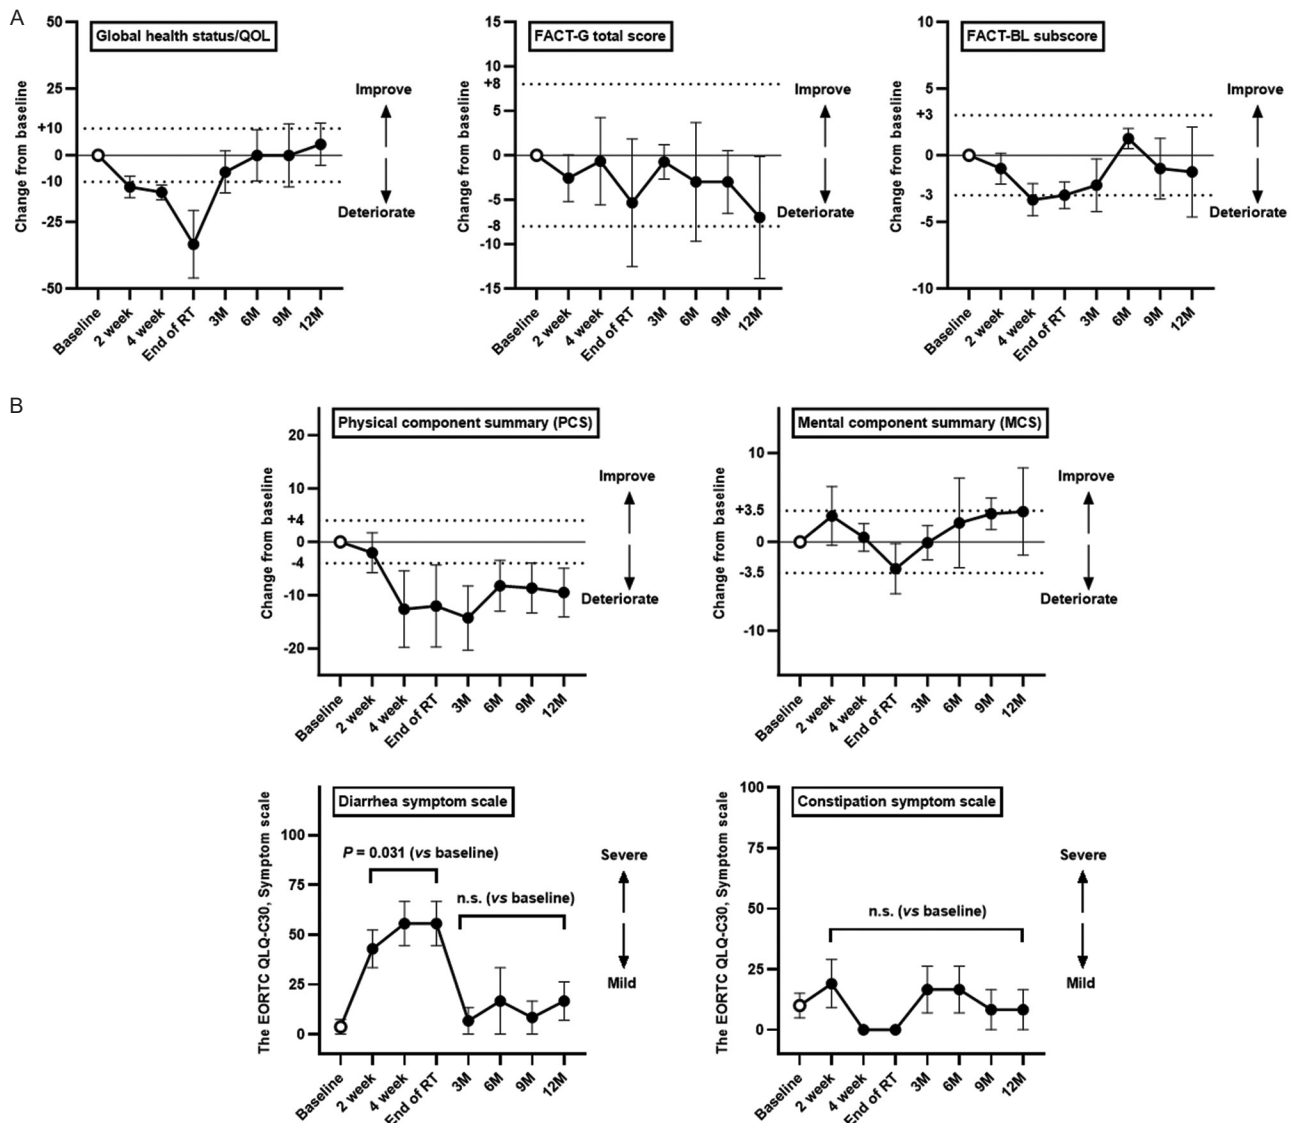 A
Global health status/QOL
Change from baseline
50
25
+10
0
-10
-25
-50
Improve
Deteriorate
Baseline
2 week
4 week
End of RT
3M
6M
9M
12M
FACT-G total score
Change from baseline
15
10
+8
5
0
-5
-8
-10
-15
Improve
Deteriorate
Baseline
2 week
4 week
End of RT
3M
6M
9M
12M
FACT-BL subscore
Change from baseline
10
5
+3
0
-3
-5
-10
Improve
Deteriorate
Baseline
2 week
4 week
End of RT
3M
6M
9M
12M
B
Physical component summary (PCS)
Change from baseline
20
10
+4
0
-4
-10
-20
Improve
Deteriorate
Baseline
2 week
4 week
End of RT
3M
6M
9M
12M
Mental component summary (MCS)
Change from baseline
10
+3.5
0
-3.5
-10
Improve
Deteriorate
Baseline
2 week
4 week
End of RT
3M
6M
9M
12M
Diarrhea symptom scale
The EORTC QLQ-C30, Symptom scale
100
75
50
25
0
P = 0.031 (vs baseline)
n.s. (vs baseline)
Severe
Mild
Baseline
2 week
4 week
End of RT
3M
6M
9M
12M
Constipation symptom scale
The EORTC QLQ-C30, Symptom scale
100
75
50
25
0
n.s. (vs baseline)
Severe
Mild
Baseline
2 week
4 week
End of RT
3M
6M
9M
12M